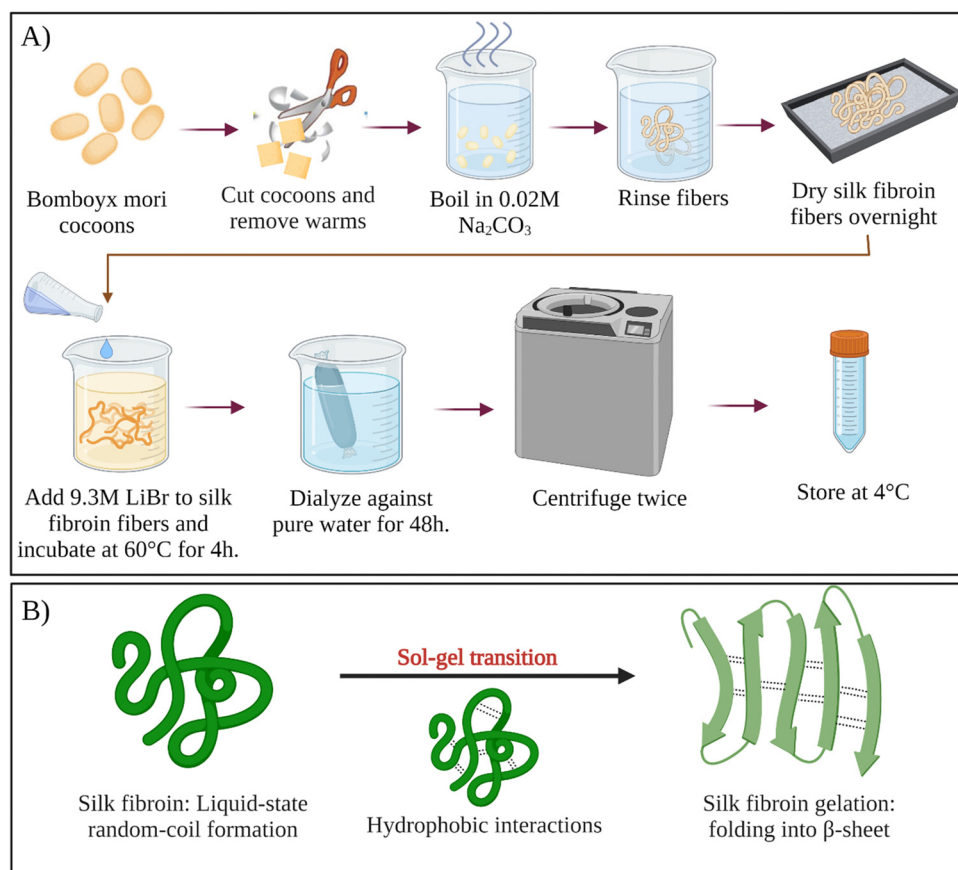 A)
Bomboyx mori
cocoons
Cut cocoons and
remove warms
Boil in 0.02M
Na₂CO₃
Rinse fibers
Dry silk fibroin
fibers overnight
Add 9.3M LiBr to silk
fibroin fibers and
incubate at 60°C for 4h.
Dialyze against
pure water for 48h.
Centrifuge twice
Store at 4°C
B)
Sol-gel transition
Silk fibroin: Liquid-state
random-coil formation
Hydrophobic interactions
Silk fibroin gelation:
folding into β-sheet